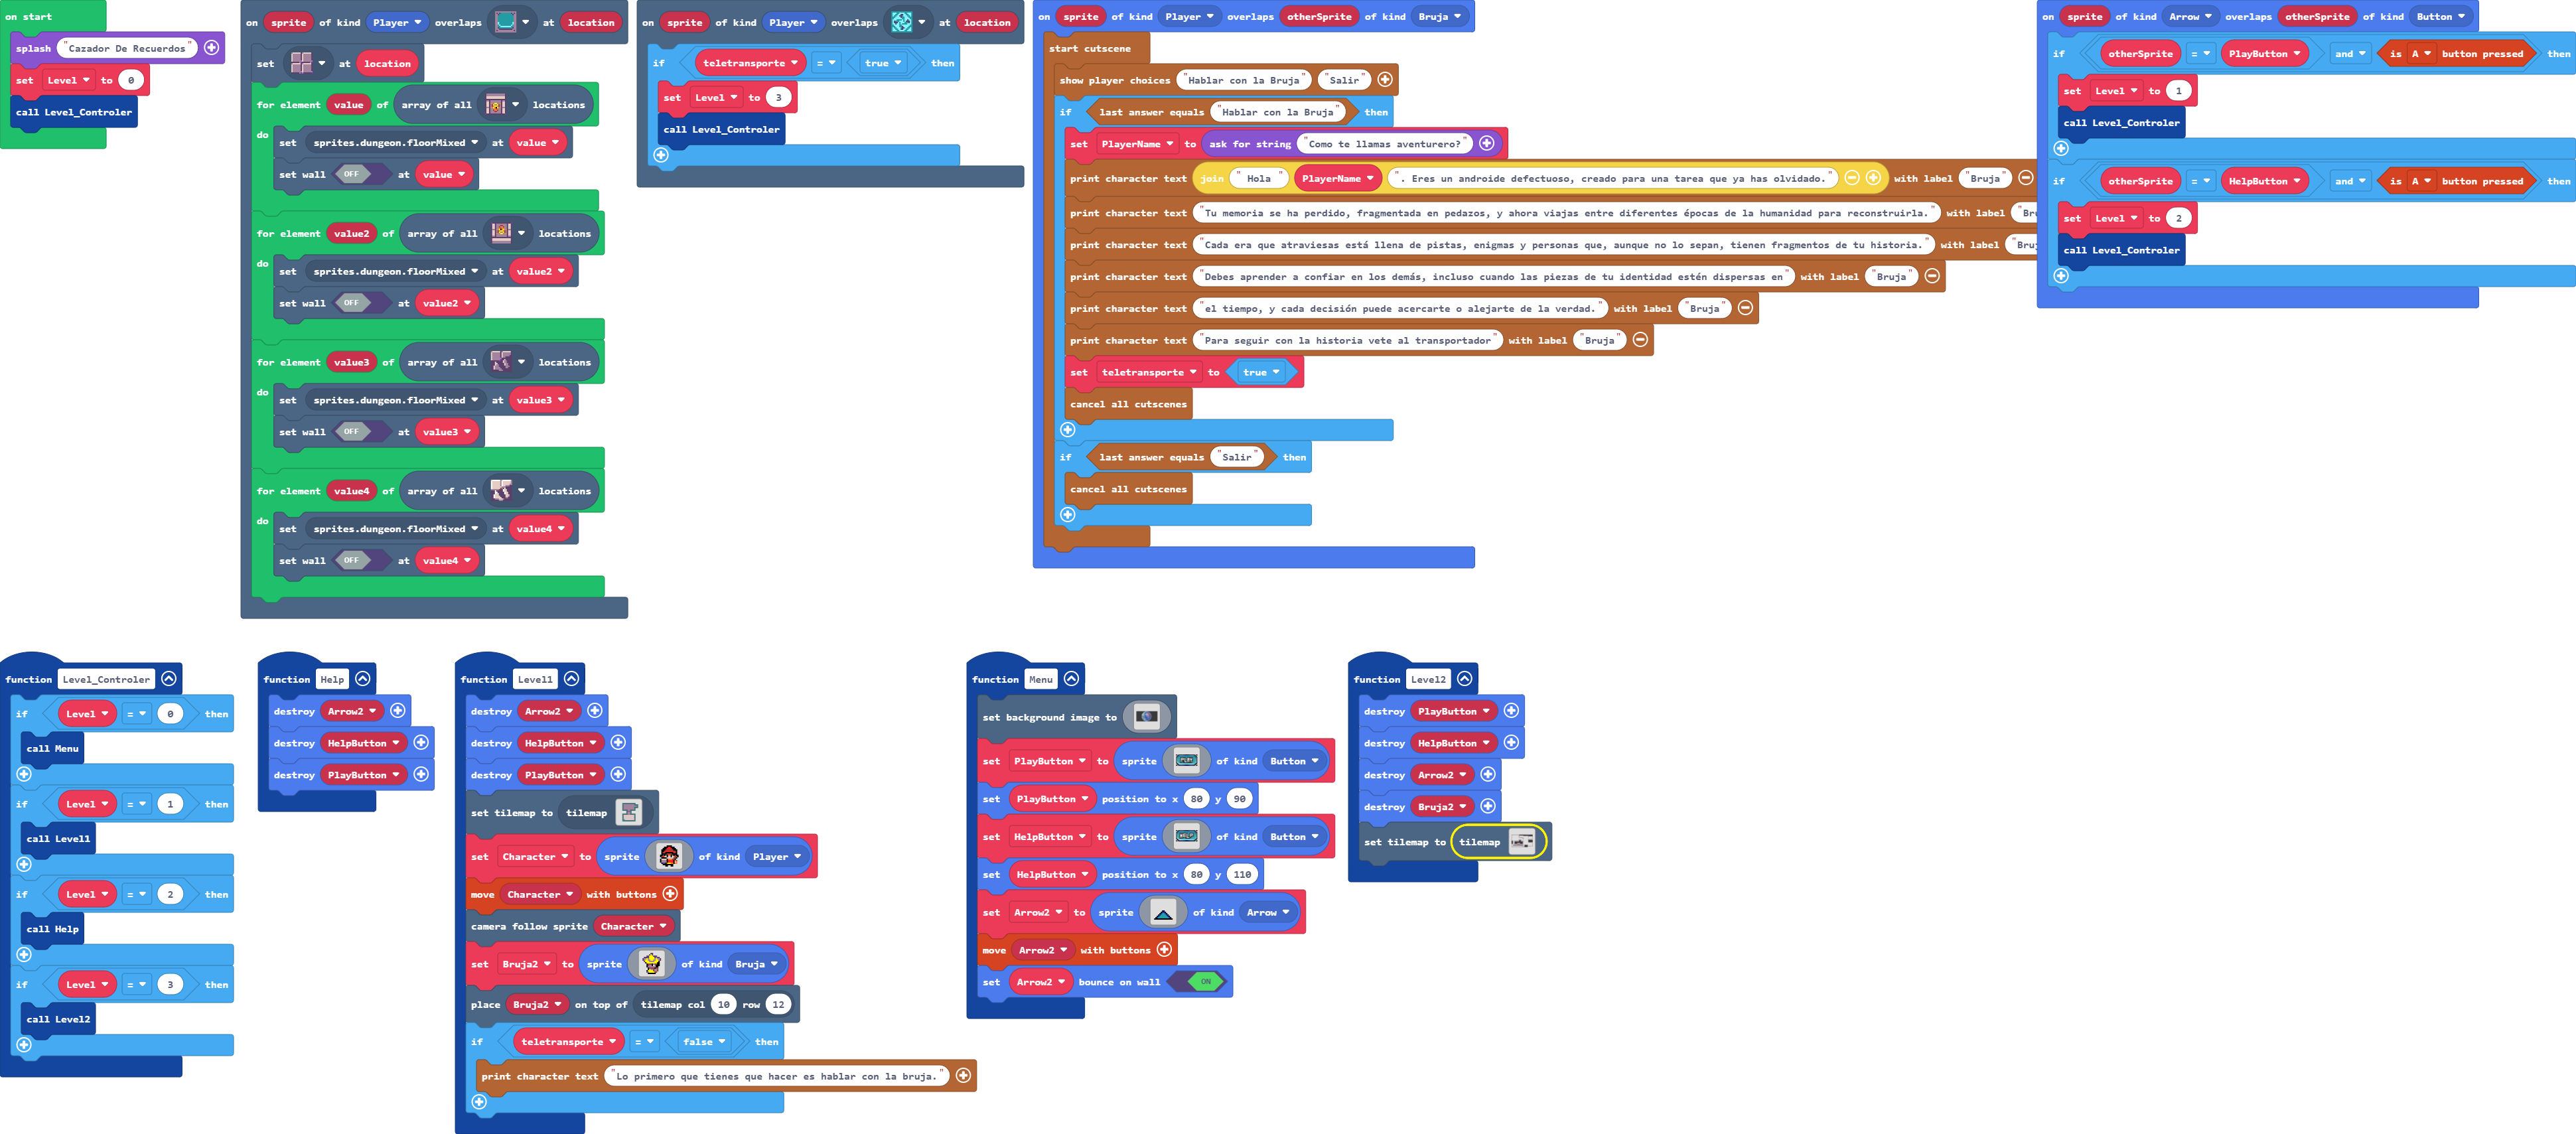 on start
splash "Cazador De Recuerdos"
set Level to 0
call Level_Controler
on sprite of kind Player overlaps at location
set at location
for element value of array of all locations
do
set sprites.dungeon.floorMixed at value
set wall OFF at value
for element value2 of array of all locations
do
set sprites.dungeon.floorMixed at value2
set wall OFF at value2
for element value3 of array of all locations
do
set sprites.dungeon.floorMixed at value3
set wall OFF at value3
for element value4 of array of all locations
do
set sprites.dungeon.floorMixed at value4
set wall OFF at value4
on sprite of kind Player overlaps at location
if teletransporte = true then
set Level to 3
call Level_Controler
on sprite of kind Player overlaps otherSprite of kind Bruja
start cutscene
show player choices "Hablar con la Bruja" "Salir"
if last answer equals "Hablar con la Bruja" then
set PlayerName to ask for string "Como te llamas aventurero?"
print character text join " Hola " PlayerName ". Eres un androide defectuoso, creado para una tarea que ya has olvidado." with label "Bruja"
print character text "Tu memoria se ha perdido, fragmentada en pedazos, y ahora viajas entre diferentes épocas de la humanidad para reconstruirla." with label "Bru
print character text "Cada era que atraviesas está llena de pistas, enigmas y personas que, aunque no lo sepan, tienen fragmentos de tu historia." with label "Bruj
print character text "Debes aprender a confiar en los demás, incluso cuando las piezas de tu identidad estén dispersas en" with label "Bruja"
print character text "el tiempo, y cada decisión puede acercarte o alejarte de la verdad." with label "Bruja"
print character text "Para seguir con la historia vete al transportador" with label "Bruja"
set teletransporte to true
cancel all cutscenes
if last answer equals "Salir" then
cancel all cutscenes
on sprite of kind Arrow overlaps otherSprite of kind Button
if otherSprite = PlayButton and is A button pressed then
set Level to 1
call Level_Controler
if otherSprite = HelpButton and is A button pressed then
set Level to 2
call Level_Controler
function Level_Controler
if Level = 0 then
call Menu
if Level = 1 then
call Level1
if Level = 2 then
call Help
if Level = 3 then
call Level2
function Help
destroy Arrow2
destroy HelpButton
destroy PlayButton
function Level1
destroy Arrow2
destroy HelpButton
destroy PlayButton
set tilemap to tilemap
set Character to sprite of kind Player
move Character with buttons
camera follow sprite Character
set Bruja2 to sprite of kind Bruja
place Bruja2 on top of tilemap col 10 row 12
if teletransporte = false then
print character text "Lo primero que tienes que hacer es hablar con la bruja."
function Menu
set background image to
set PlayButton to sprite PLAY of kind Button
set PlayButton position to x 80 y 90
set HelpButton to sprite HELP of kind Button
set HelpButton position to x 80 y 110
set Arrow2 to sprite of kind Arrow
move Arrow2 with buttons
set Arrow2 bounce on wall ON
function Level2
destroy PlayButton
destroy HelpButton
destroy Arrow2
destroy Bruja2
set tilemap to tilemap